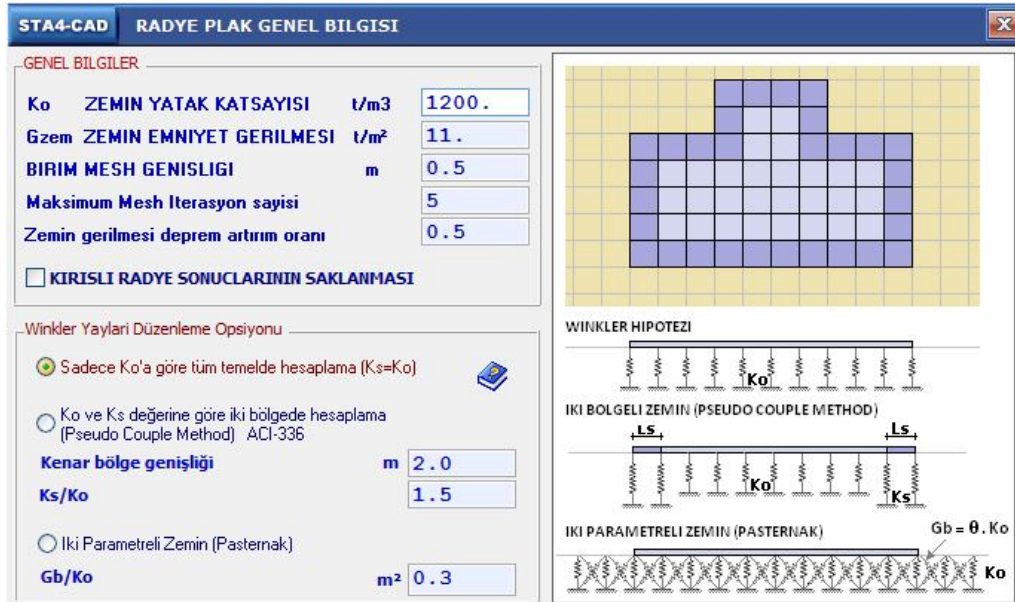 STA4-CAD RADYE PLAK GENEL BILGISI
GENEL BILGILER
Ko ZEMIN YATAK KATSAYISI t/m3 1200.
Gzem ZEMIN EMNIYET GERILMESI t/m² 11.
BIRIM MESH GENISLIGI m 0.5
Maksimum Mesh Iterasyon sayisi 5
Zemin gerilmesi deprem artırım oranı 0.5
KIRISLI RADYE SONUCLARININ SAKLANMASI
Winkler Yaylari Düzenleme Opsiyonu
Sadece Ko'a göre tüm temelde hesaplama (Ks=Ko)
Ko ve Ks değerine göre iki bölgede hesaplama
(Pseudo Couple Method) ACI-336
Kenar bölge genişliği m 2.0
Ks/Ko 1.5
Iki Parametreli Zemin (Pasternak)
Gb/Ko m² 0.3
WINKLER HIPOTEZI
Ko
IKI BOLGELI ZEMIN (PSEUDO COUPLE METHOD)
Ls Ls
Ko Ks
IKI PARAMETRELI ZEMIN (PASTERNAK) Gb = θ. Ko
Ko